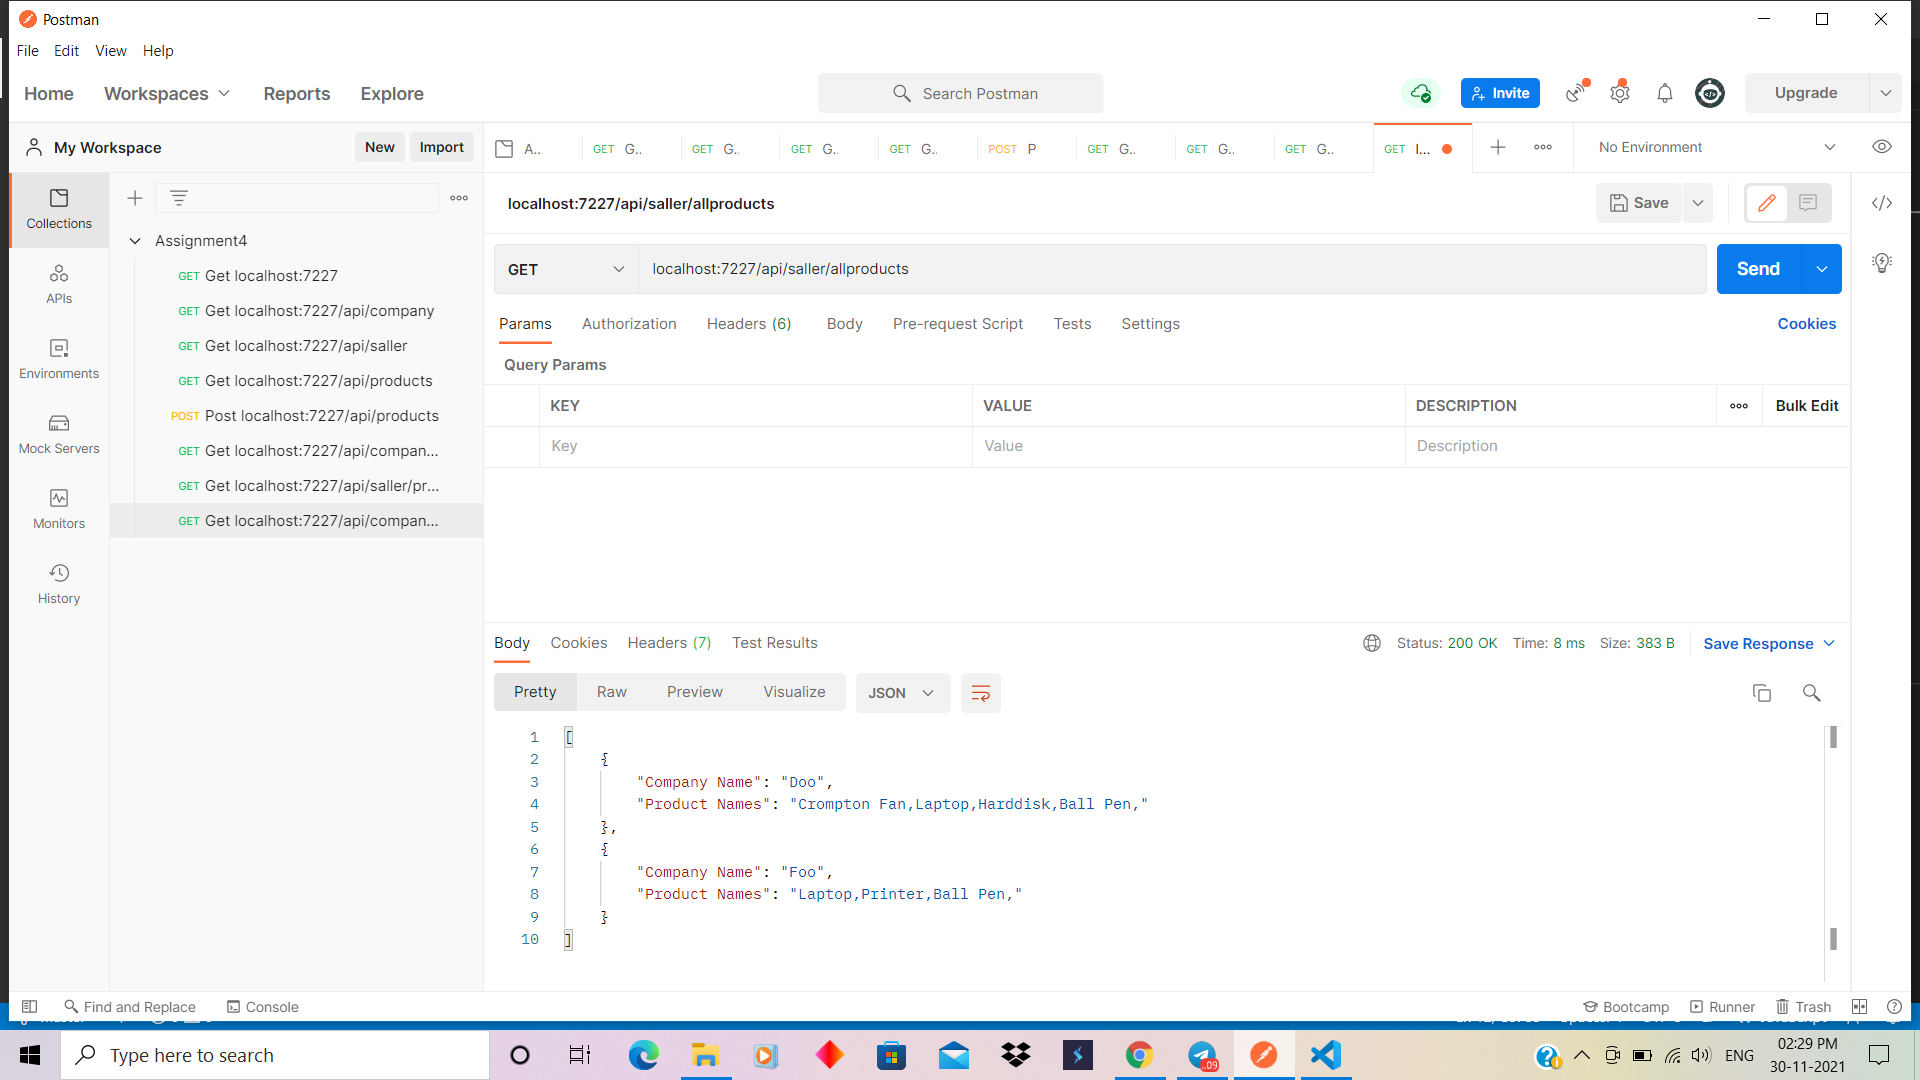 Postman
File Edit View Help
Home Workspaces Reports Explore
Search Postman
Invite
Upgrade
My Workspace
New Import
A..
GET G..
GET G..
GET G..
GET G..
POST P
GET G..
GET G..
GET G..
GET l...
No Environment
Collections
APIs
Environments
Mock Servers
Monitors
History
Assignment4
GET Get localhost:7227
GET Get localhost:7227/api/company
GET Get localhost:7227/api/saller
GET Get localhost:7227/api/products
POST Post localhost:7227/api/products
GET Get localhost:7227/api/compan...
GET Get localhost:7227/api/saller/pr...
GET Get localhost:7227/api/compan...
localhost:7227/api/saller/allproducts
Save
GET localhost:7227/api/saller/allproducts
Send
Params Authorization Headers (6) Body Pre-request Script Tests Settings
Cookies
Query Params
KEY VALUE DESCRIPTION Bulk Edit
Key Value Description
Body Cookies Headers (7) Test Results
Status: 200 OK Time: 8 ms Size: 383 B Save Response
Pretty Raw Preview Visualize JSON
1 [
2 {
3 "Company Name": "Doo",
4 "Product Names": "Crompton Fan,Laptop,Harddisk,Ball Pen,"
5 },
6 {
7 "Company Name": "Foo",
8 "Product Names": "Laptop,Printer,Ball Pen,"
9 }
10 ]
Find and Replace Console
Bootcamp Runner Trash
Type here to search
..09
ENG
02:29 PM
30-11-2021